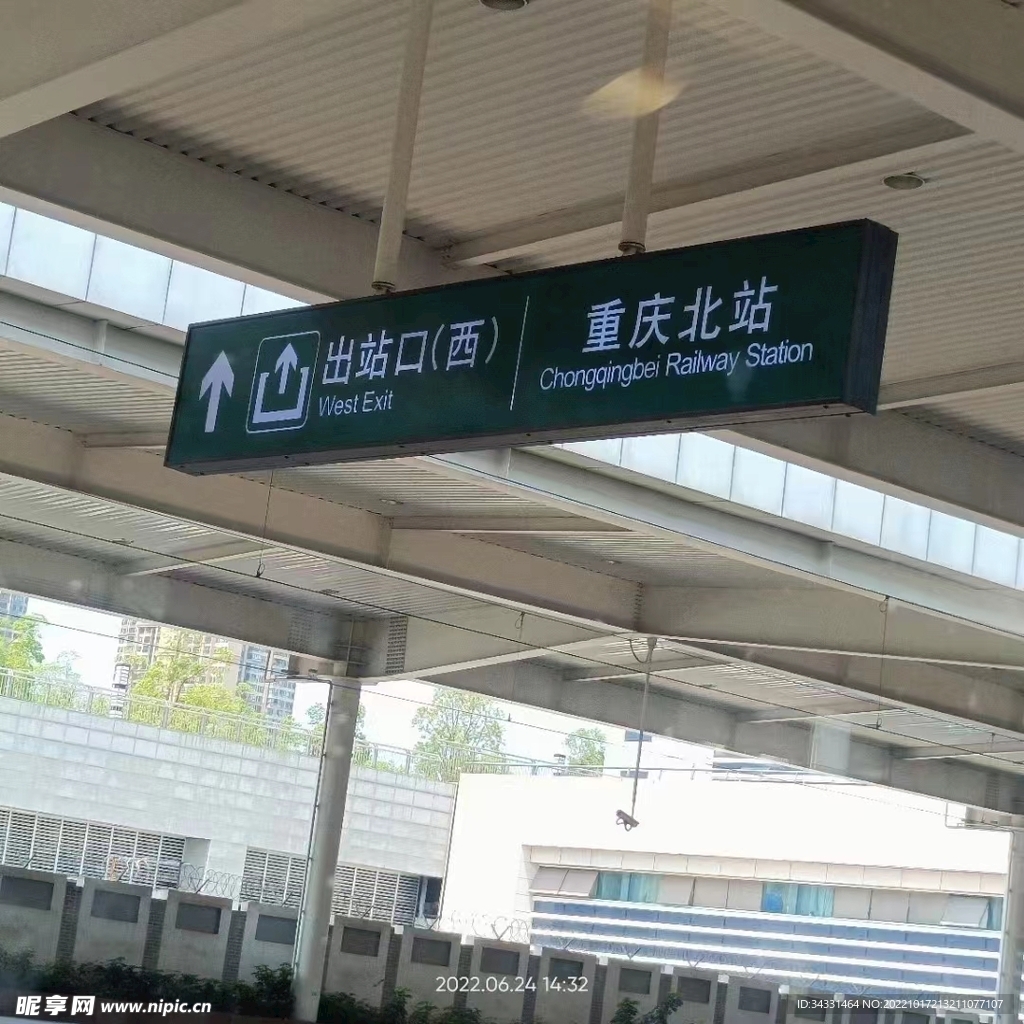 出站口(西)
West Exit
重庆北站
Chongqingbei Railway Station
2022.06.24 14:32
昵享网 www.nipic.cn
ID:34331464 NO:20221017213211077107